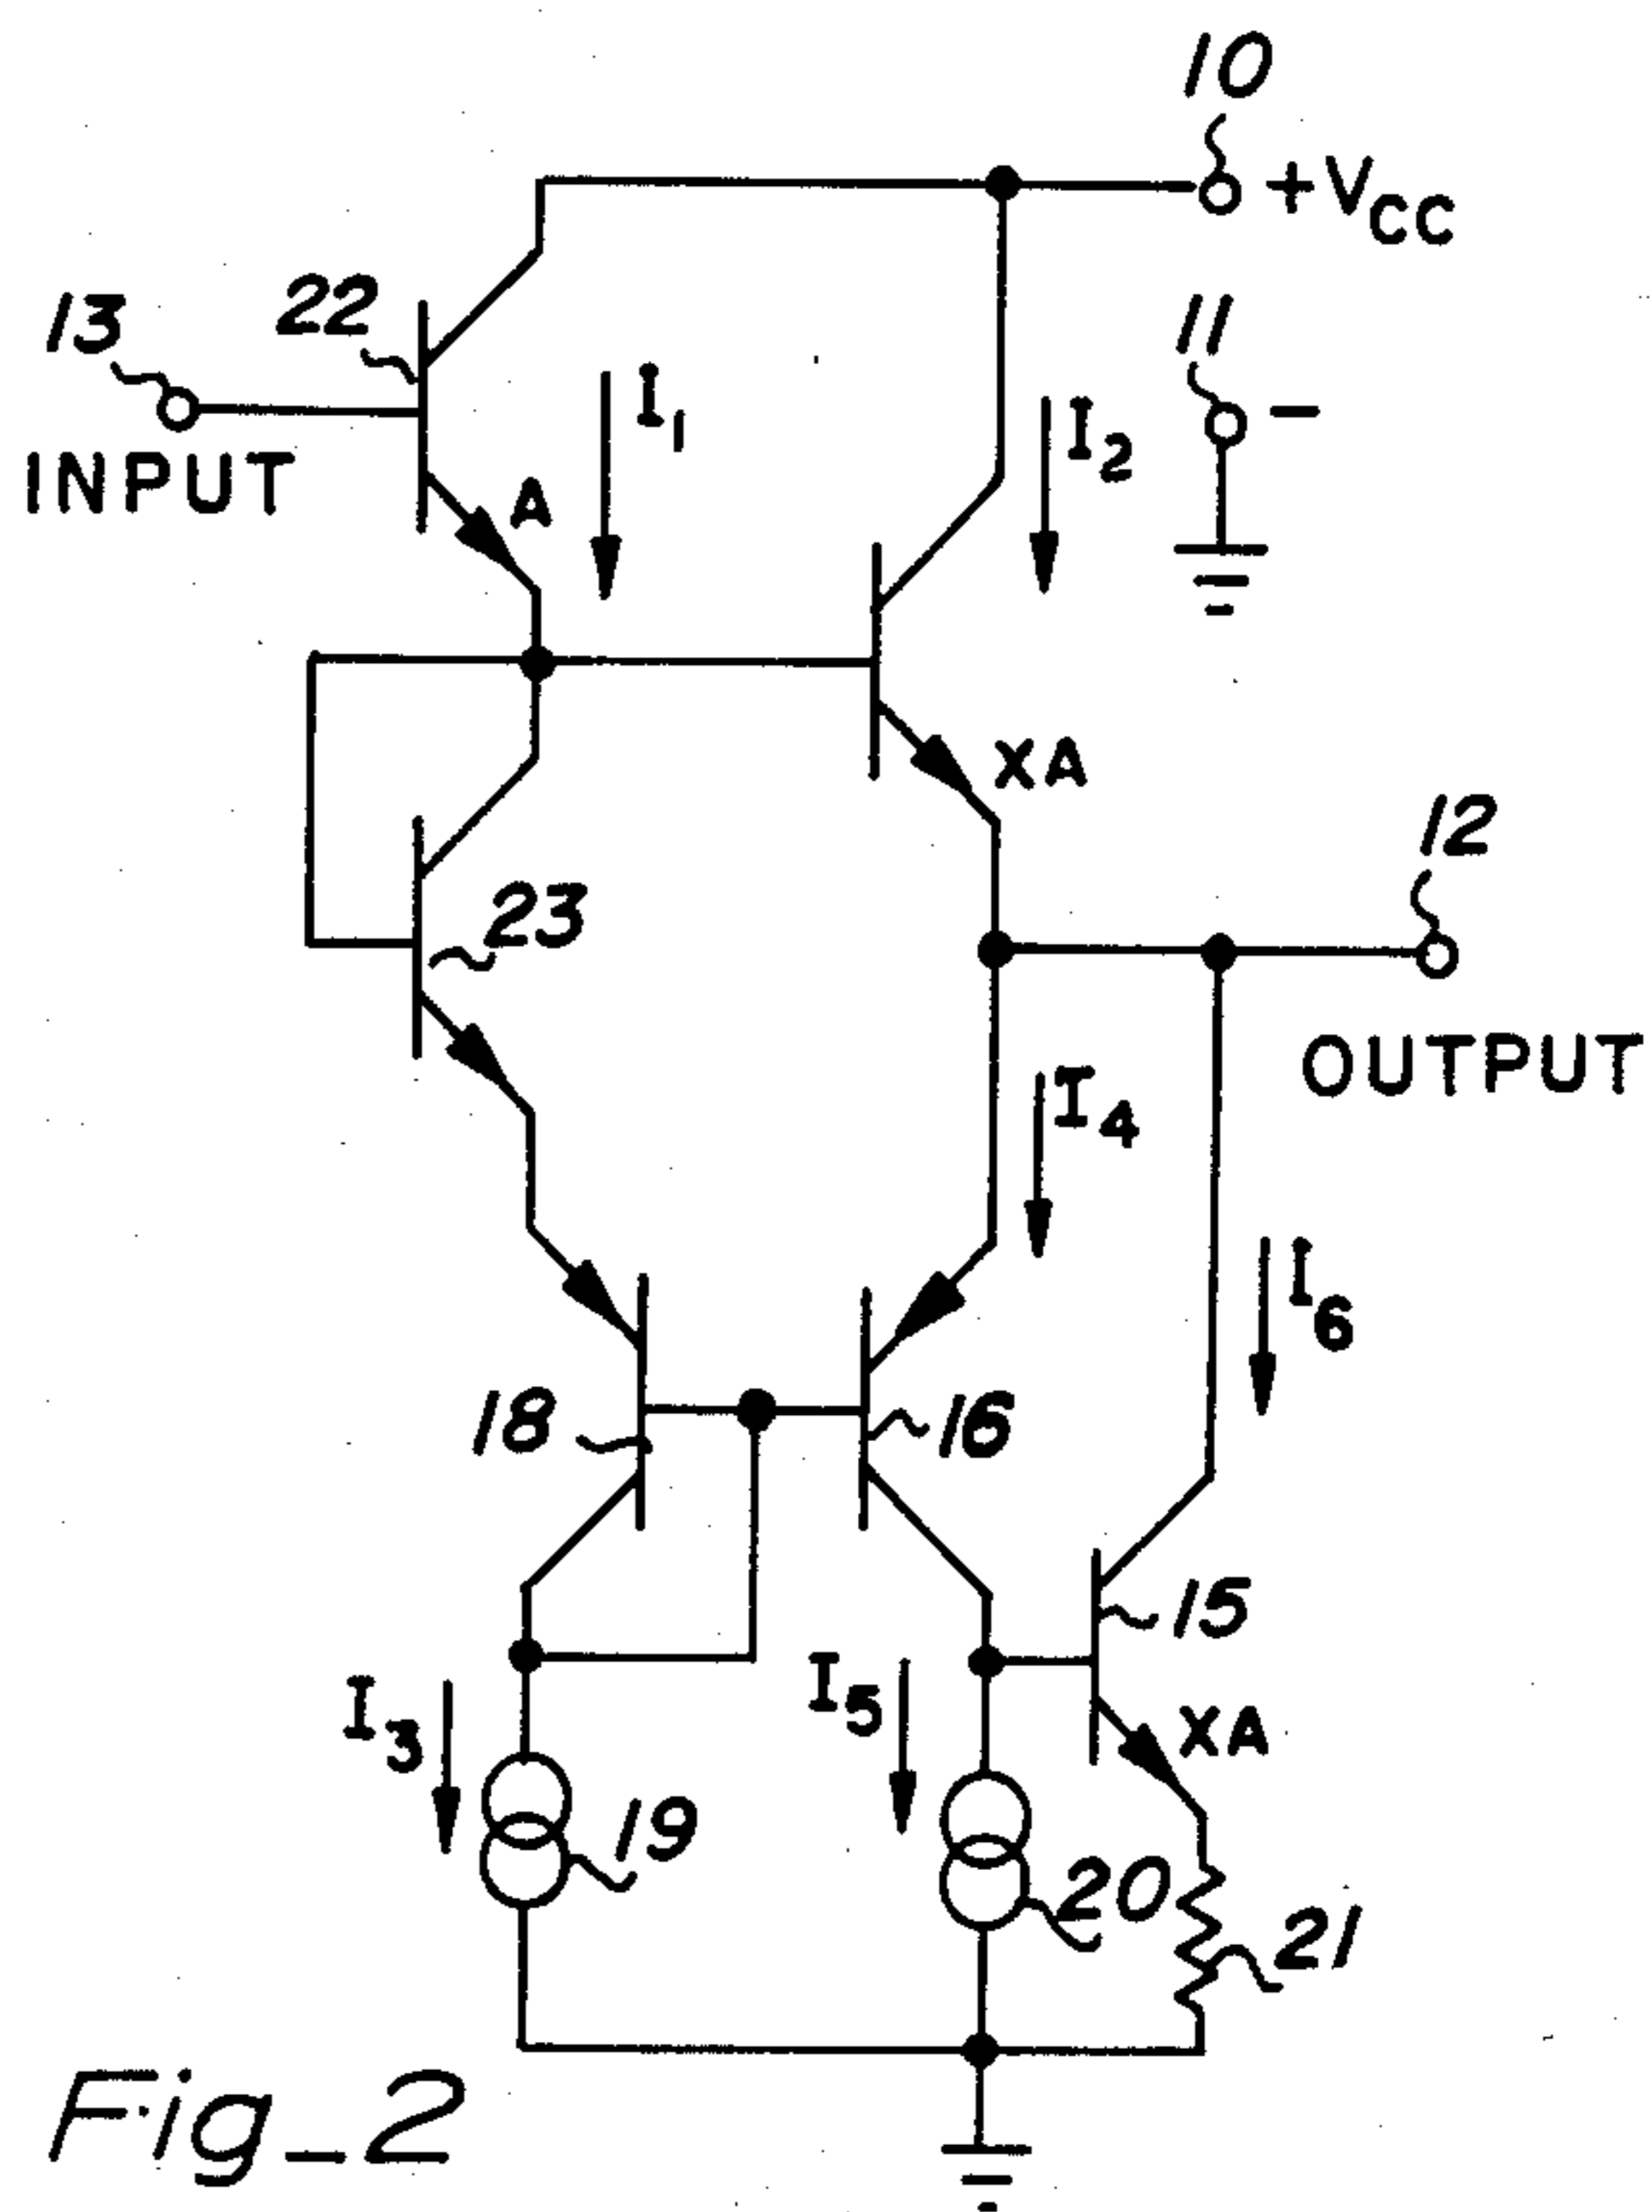 10
+VCC
13
22
11
I1
I2
−
INPUT
A
XA
12
23
OUTPUT
I4
I6
18
16
15
I3
I5
XA
19
20
21
Fig_2